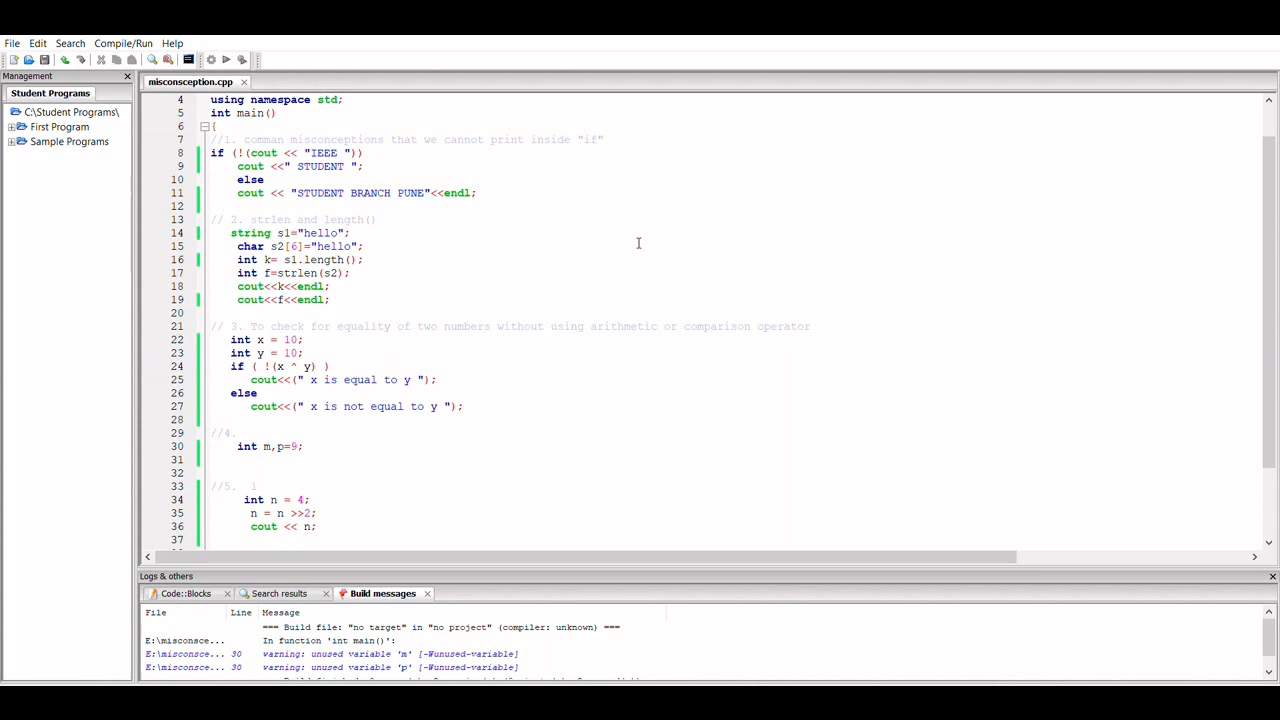 File Edit Search Compile/Run Help
Management
misconsception.cpp
Student Programs
C:\Student Programs\
First Program
Sample Programs
4 using namespace std;
5 int main()
6 {
7 //1. comman misconceptions that we cannot print inside "if"
8 if (!(cout << "IEEE "))
9 cout <<" STUDENT ";
10 else
11 cout << "STUDENT BRANCH PUNE"<<endl;
12
13 // 2. strlen and length()
14 string s1="hello";
15 char s2[6]="hello";
16 int k= s1.length();
17 int f=strlen(s2);
18 cout<<k<<endl;
19 cout<<f<<endl;
20
21 // 3. To check for equality of two numbers without using arithmetic or comparison operator
22 int x = 10;
23 int y = 10;
24 if ( !(x ^ y) )
25 cout<<(" x is equal to y ");
26 else
27 cout<<(" x is not equal to y ");
28
29 //4.
30 int m,p=9;
31
32
33 //5. 1
34 int n = 4;
35 n = n >>2;
36 cout << n;
37
Logs & others
Code::Blocks Search results Build messages
File Line Message
=== Build file: "no target" in "no project" (compiler: unknown) ===
E:\misconsce... In function 'int main()':
E:\misconsce... 30 warning: unused variable 'm' [-Wunused-variable]
E:\misconsce... 30 warning: unused variable 'p' [-Wunused-variable]